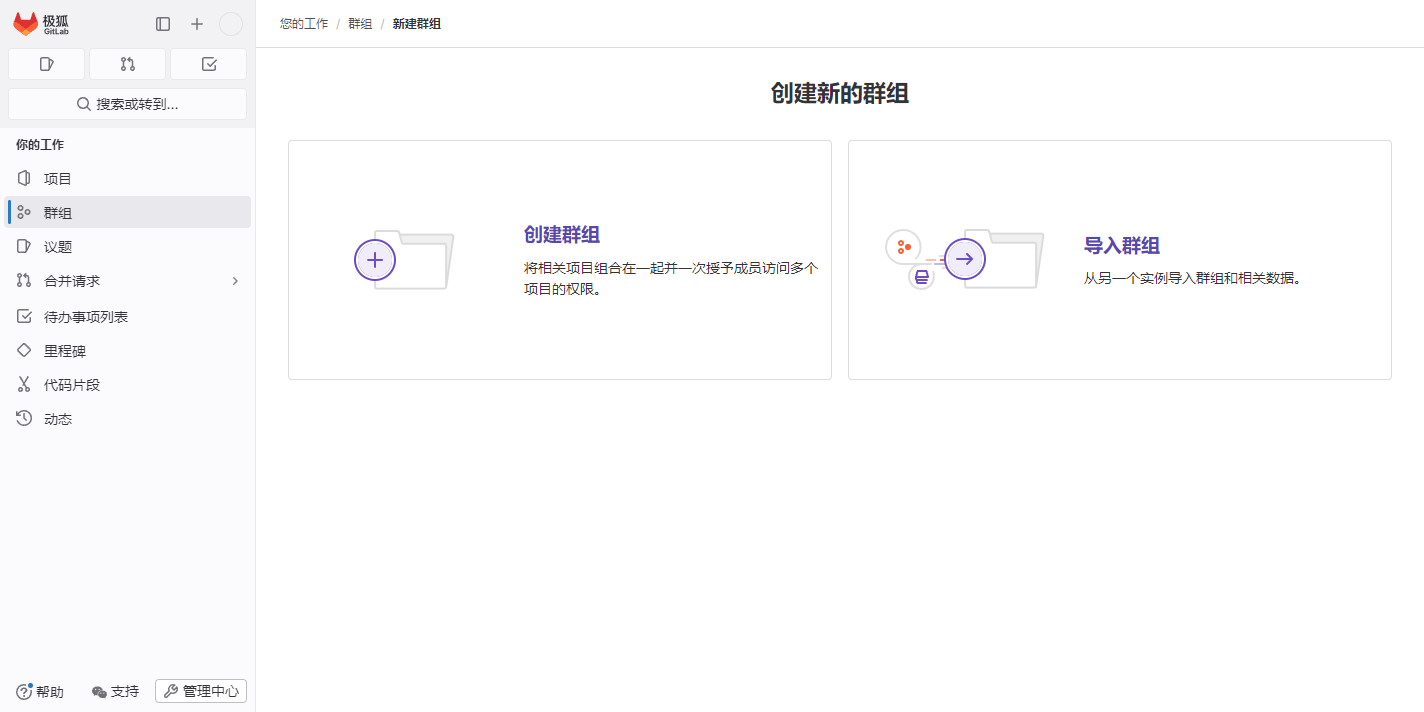 极狐
GitLab
搜索或转到...
你的工作
项目
群组
议题
合并请求
待办事项列表
里程碑
代码片段
动态
帮助
支持
管理中心
您的工作 / 群组 / 新建群组
创建新的群组
创建群组
将相关项目组合在一起并一次授予成员访问多个
项目的权限。
导入群组
从另一个实例导入群组和相关数据。